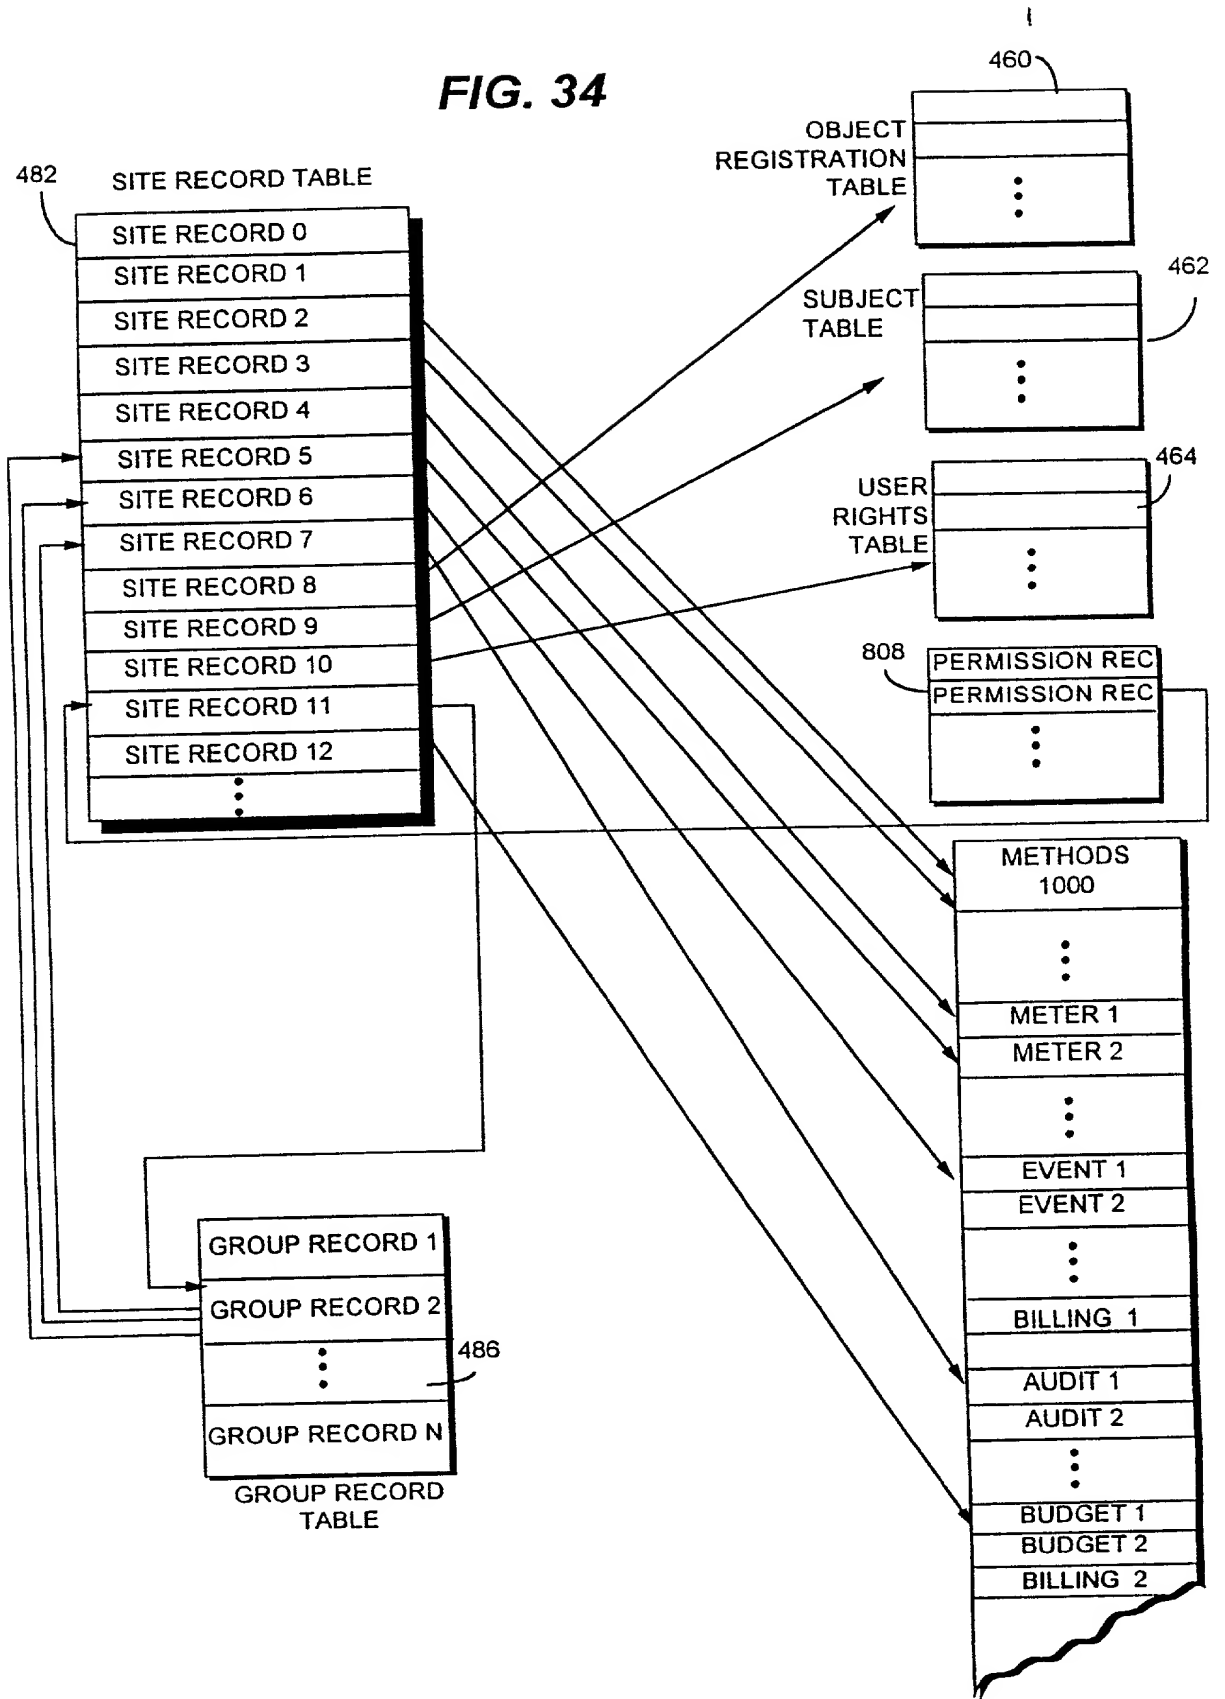 FIG. 34
460
OBJECT
REGISTRATION
TABLE
482
SITE RECORD TABLE
SITE RECORD 0
SITE RECORD 1
SITE RECORD 2
SITE RECORD 3
SITE RECORD 4
SITE RECORD 5
SITE RECORD 6
SITE RECORD 7
SITE RECORD 8
SITE RECORD 9
SITE RECORD 10
SITE RECORD 11
SITE RECORD 12
462
SUBJECT
TABLE
464
USER
RIGHTS
TABLE
808
PERMISSION REC
PERMISSION REC
METHODS
1000
METER 1
METER 2
EVENT 1
EVENT 2
BILLING 1
AUDIT 1
AUDIT 2
BUDGET 1
BUDGET 2
BILLING 2
GROUP RECORD 1
GROUP RECORD 2
486
GROUP RECORD N
GROUP RECORD
TABLE